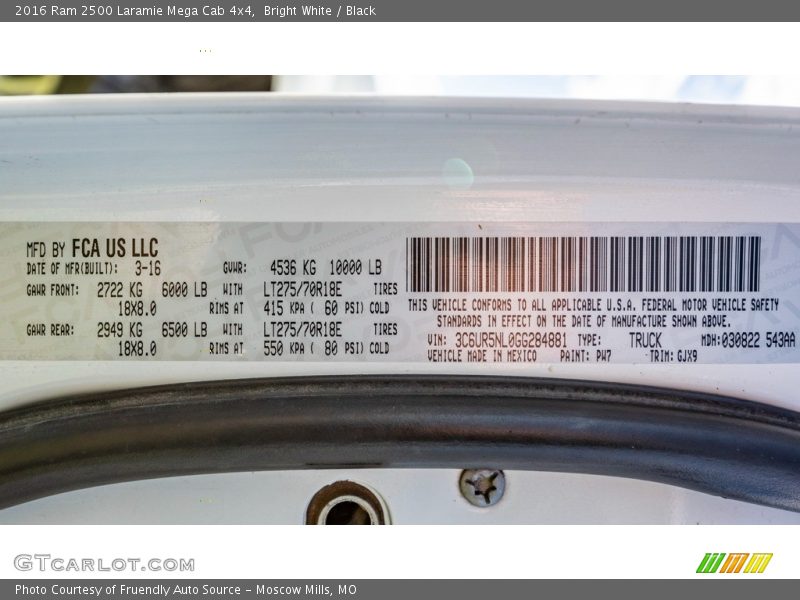 2016 Ram 2500 Laramie Mega Cab 4x4, Bright White / Black
MFD BY FCA US LLC
DATE OF MFR(BUILT): 3-16 GVWR: 4536 KG 10000 LB
GAWR FRONT: 2722 KG 6000 LB WITH LT275/70R18E TIRES
18X8.0 RIMS AT 415 KPA ( 60 PSI) COLD
GAWR REAR: 2949 KG 6500 LB WITH LT275/70R18E TIRES
18X8.0 RIMS AT 550 KPA ( 80 PSI) COLD
THIS VEHICLE CONFORMS TO ALL APPLICABLE U.S.A. FEDERAL MOTOR VEHICLE SAFETY
STANDARDS IN EFFECT ON THE DATE OF MANUFACTURE SHOWN ABOVE.
VIN: 3C6UR5NL0GG284881 TYPE: TRUCK MDH:030822 543AA
VEHICLE MADE IN MEXICO PAINT: PW7 TRIM:GJX9
GTCARLOT.COM
Photo Courtesy of Fruendly Auto Source - Moscow Mills, MO